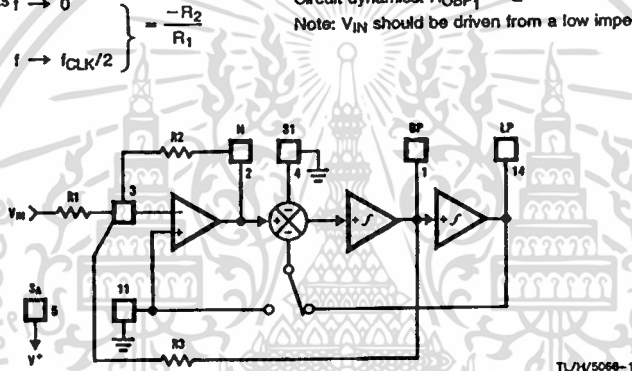 f → 0
f → fCLK/2
} = -R2 / R1
Note: VIN should be driven from a low impe
R2
N
S1
BP
LP
2
4
1
14
R1
3
VIN
-
+
+
-
-
+ ∫
+ ∫
SA
5
V+
11
R3
TL/H/5066-1